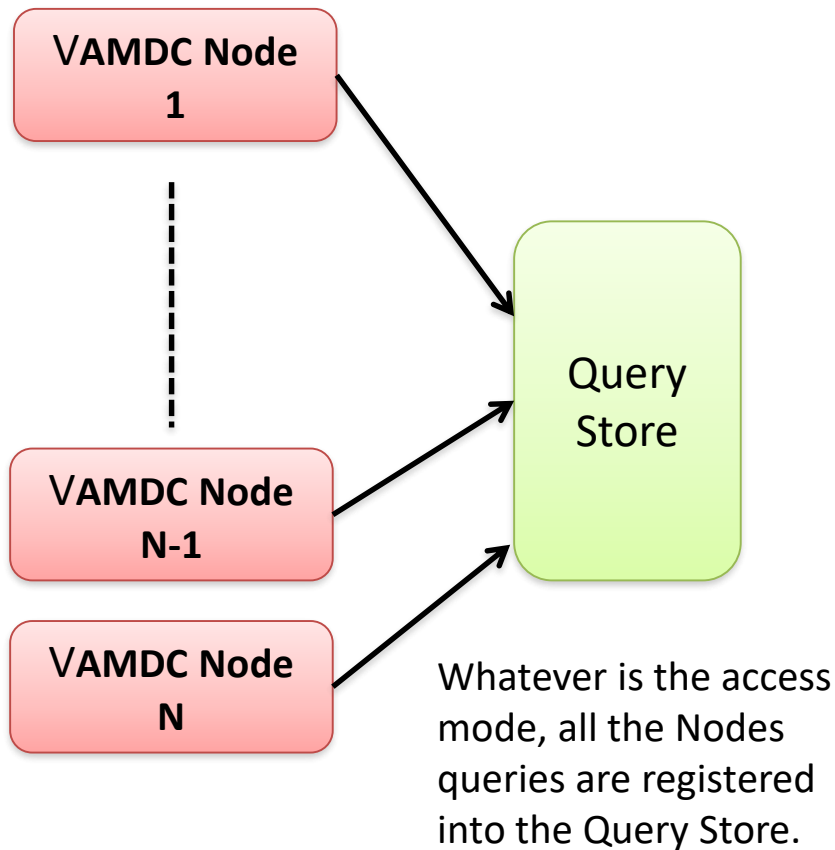 VAMDC Node
1
Query
Store
VAMDC Node
N-1
VAMDC Node
N
Whatever is the access
mode, all the Nodes
queries are registered
into the Query Store.